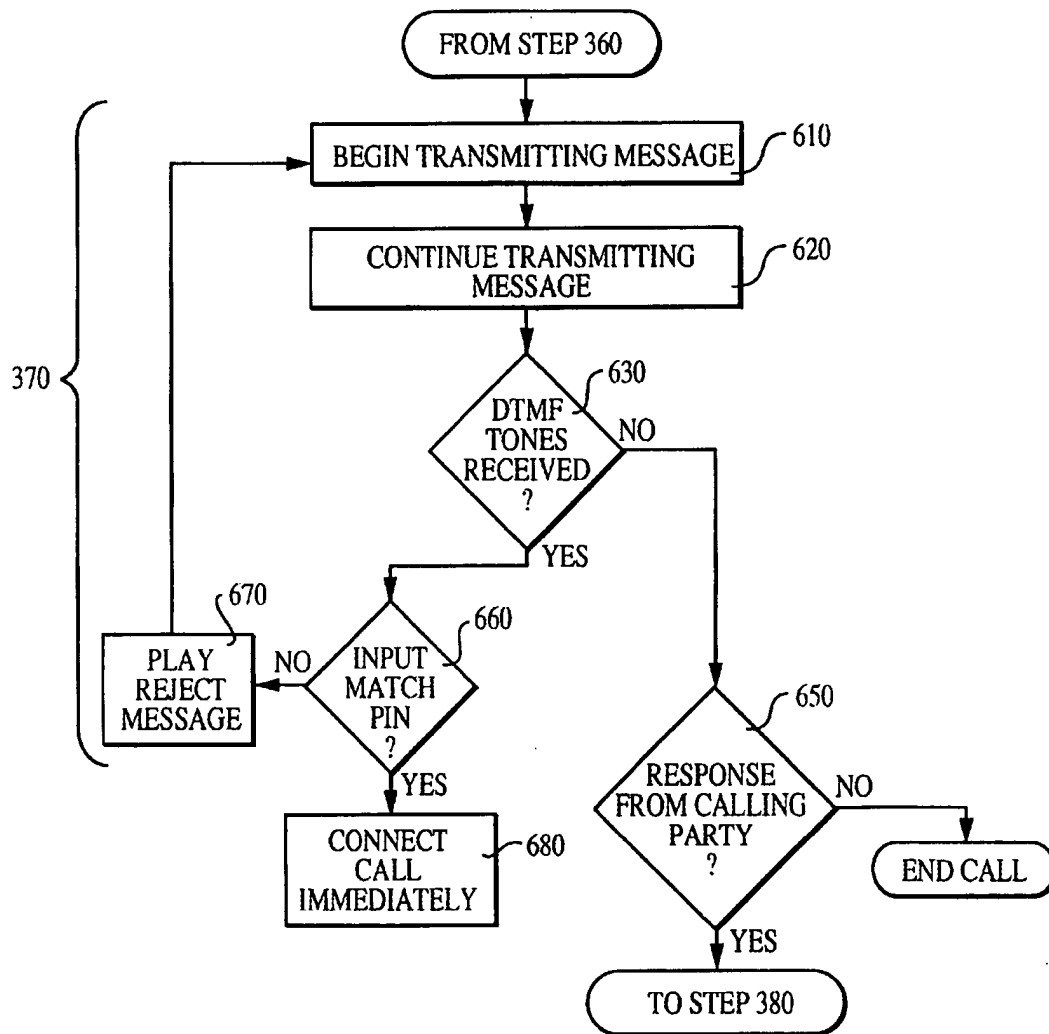 FROM STEP 360
610
BEGIN TRANSMITTING MESSAGE
620
CONTINUE TRANSMITTING
MESSAGE
370
630
DTMF
TONES
RECEIVED
?
NO
YES
670
PLAY
REJECT
MESSAGE
NO
660
INPUT
MATCH
PIN
?
YES
680
CONNECT
CALL
IMMEDIATELY
650
RESPONSE
FROM CALLING
PARTY
?
NO
END CALL
YES
TO STEP 380